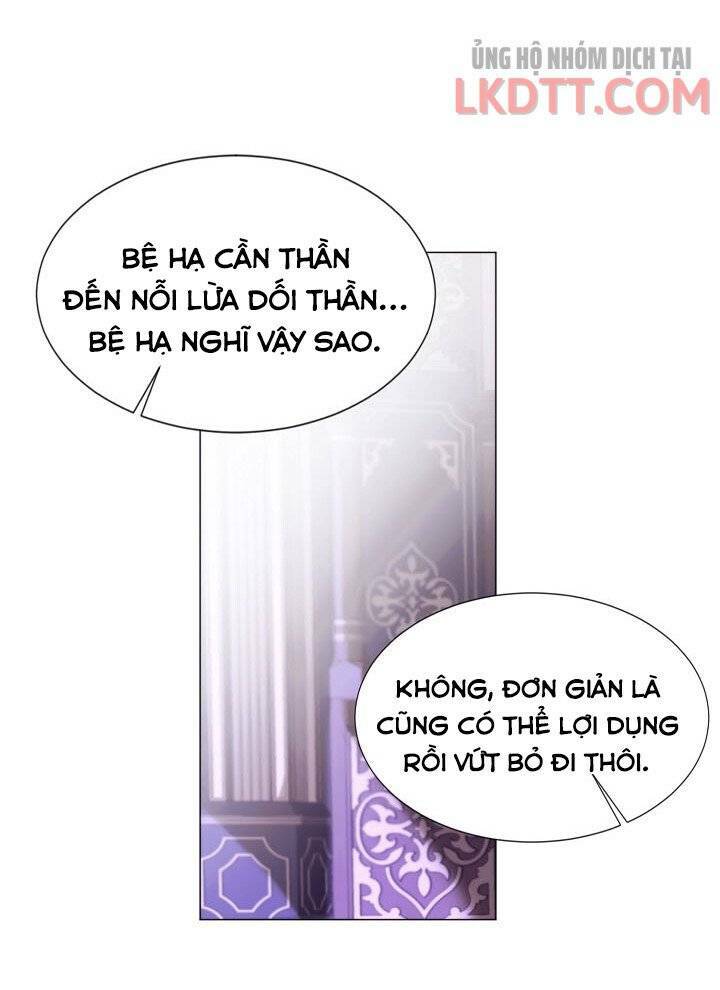 ỦNG HỘ NHÓM DỊCH TẠI
LKDTT.COM
BỆ HẠ CẦN THẦN
ĐẾN NỖI LỪA DỐI THẦN...
BỆ HẠ NGHĨ VẬY SAO.
KHÔNG, ĐƠN GIẢN LÀ
CŨNG CÓ THỂ LỢI DỤNG
RỒI VỨT BỎ ĐI THÔI.